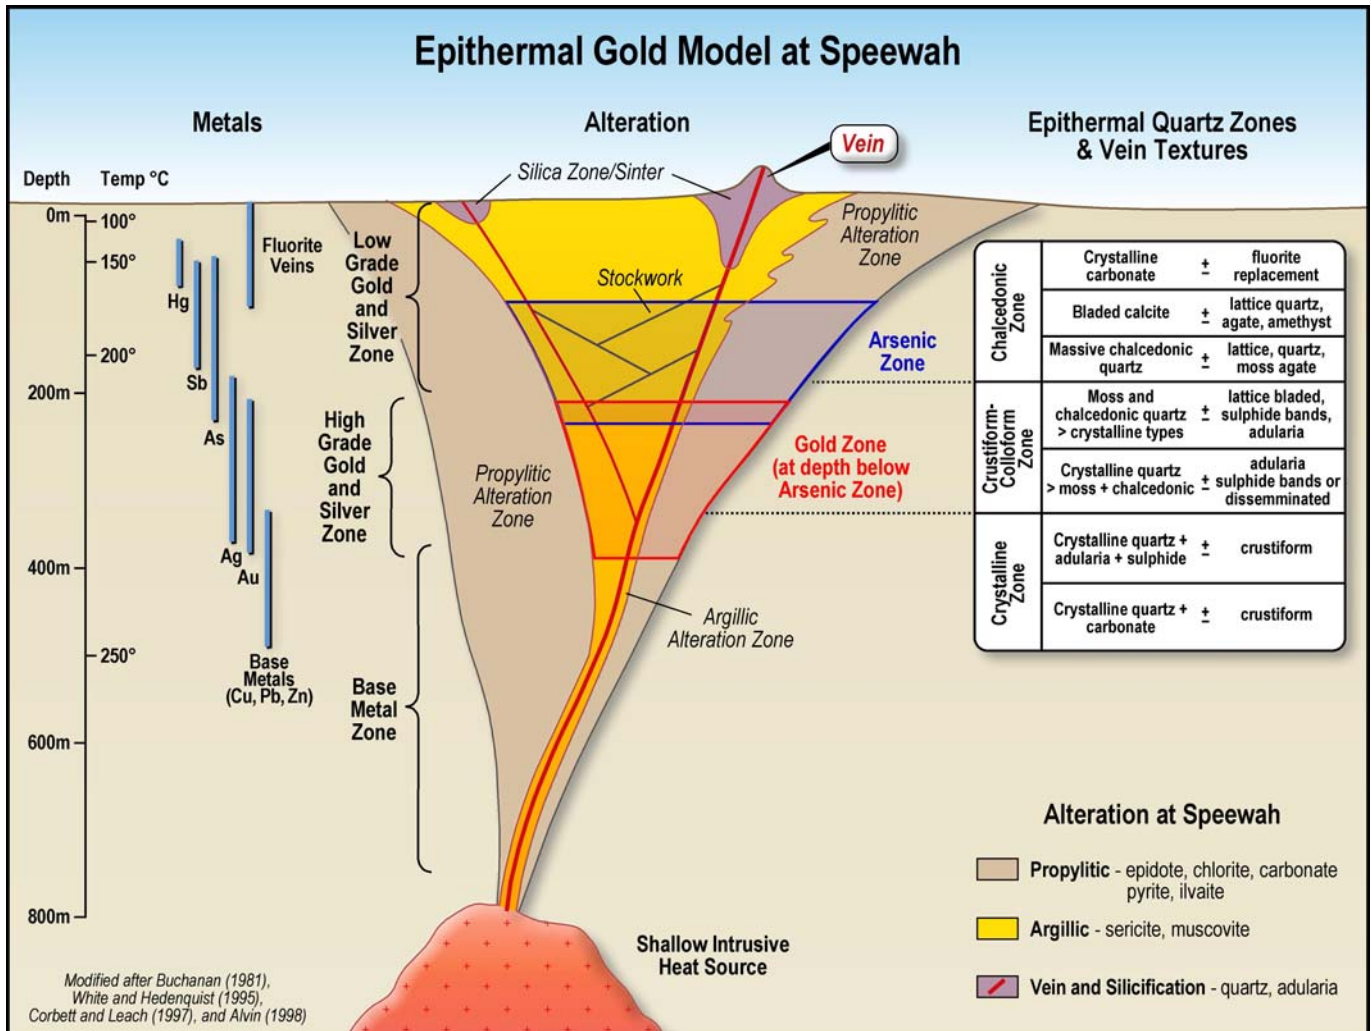 Epithermal Gold Model at Speewah
Metals
Alteration
Epithermal Quartz Zones
& Vein Textures
Vein
Silica Zone/Sinter
Depth
Temp °C
0m
100°
150°
200°
200m
400m
250°
600m
800m
Fluorite
Veins
Hg
Sb
As
Ag
Au
Base
Metals
(Cu, Pb, Zn)
Low
Grade
Gold
and
Silver
Zone
High
Grade
Gold
and
Silver
Zone
Base
Metal
Zone
Propylitic
Alteration
Zone
Stockwork
Propylitic
Alteration
Zone
Arsenic
Zone
Gold Zone
(at depth below
Arsenic Zone)
Argillic
Alteration Zone
Shallow Intrusive
Heat Source
Chalcedonic
Zone
Crystalline
carbonate
±
fluorite
replacement
Bladed calcite
±
lattice quartz,
agate, amethyst
Massive chalcedonic
quartz
±
lattice, quartz,
moss agate
Crustiform-
Colloform
Zone
Moss and
chalcedonic quartz
> crystalline types
±
lattice bladed,
sulphide bands,
adularia
Crystalline quartz
> moss + chalcedonic
±
adularia
sulphide bands or
dissemminated
Crystalline
Zone
Crystalline quartz +
adularia + sulphide
±
crustiform
Crystalline quartz +
carbonate
±
crustiform
Alteration at Speewah
Propylitic - epidote, chlorite, carbonate
pyrite, ilvaite
Argillic - sericite, muscovite
Vein and Silicification - quartz, adularia
Modified after Buchanan (1981),
White and Hedenquist (1995),
Corbett and Leach (1997), and Alvin (1998)